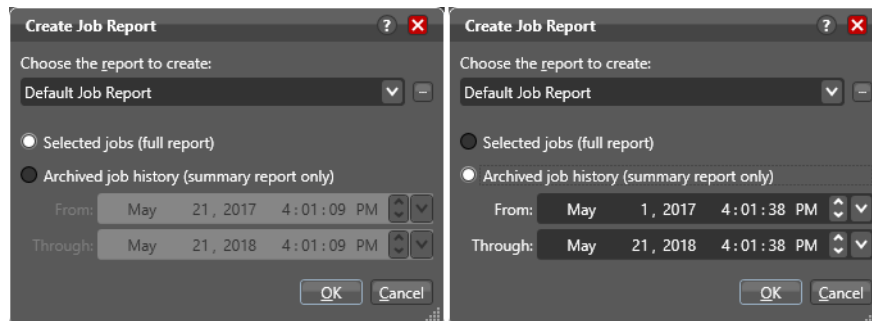 Create Job Report ?
Choose the report to create:
Default Job Report
Selected jobs (full report)
Archived job history (summary report only)
From: May 21, 2017 4:01:09 PM
Through: May 21, 2018 4:01:09 PM
OK Cancel
Create Job Report ?
Choose the report to create:
Default Job Report
Selected jobs (full report)
Archived job history (summary report only)
From: May 1, 2017 4:01:38 PM
Through: May 21, 2018 4:01:38 PM
OK Cancel